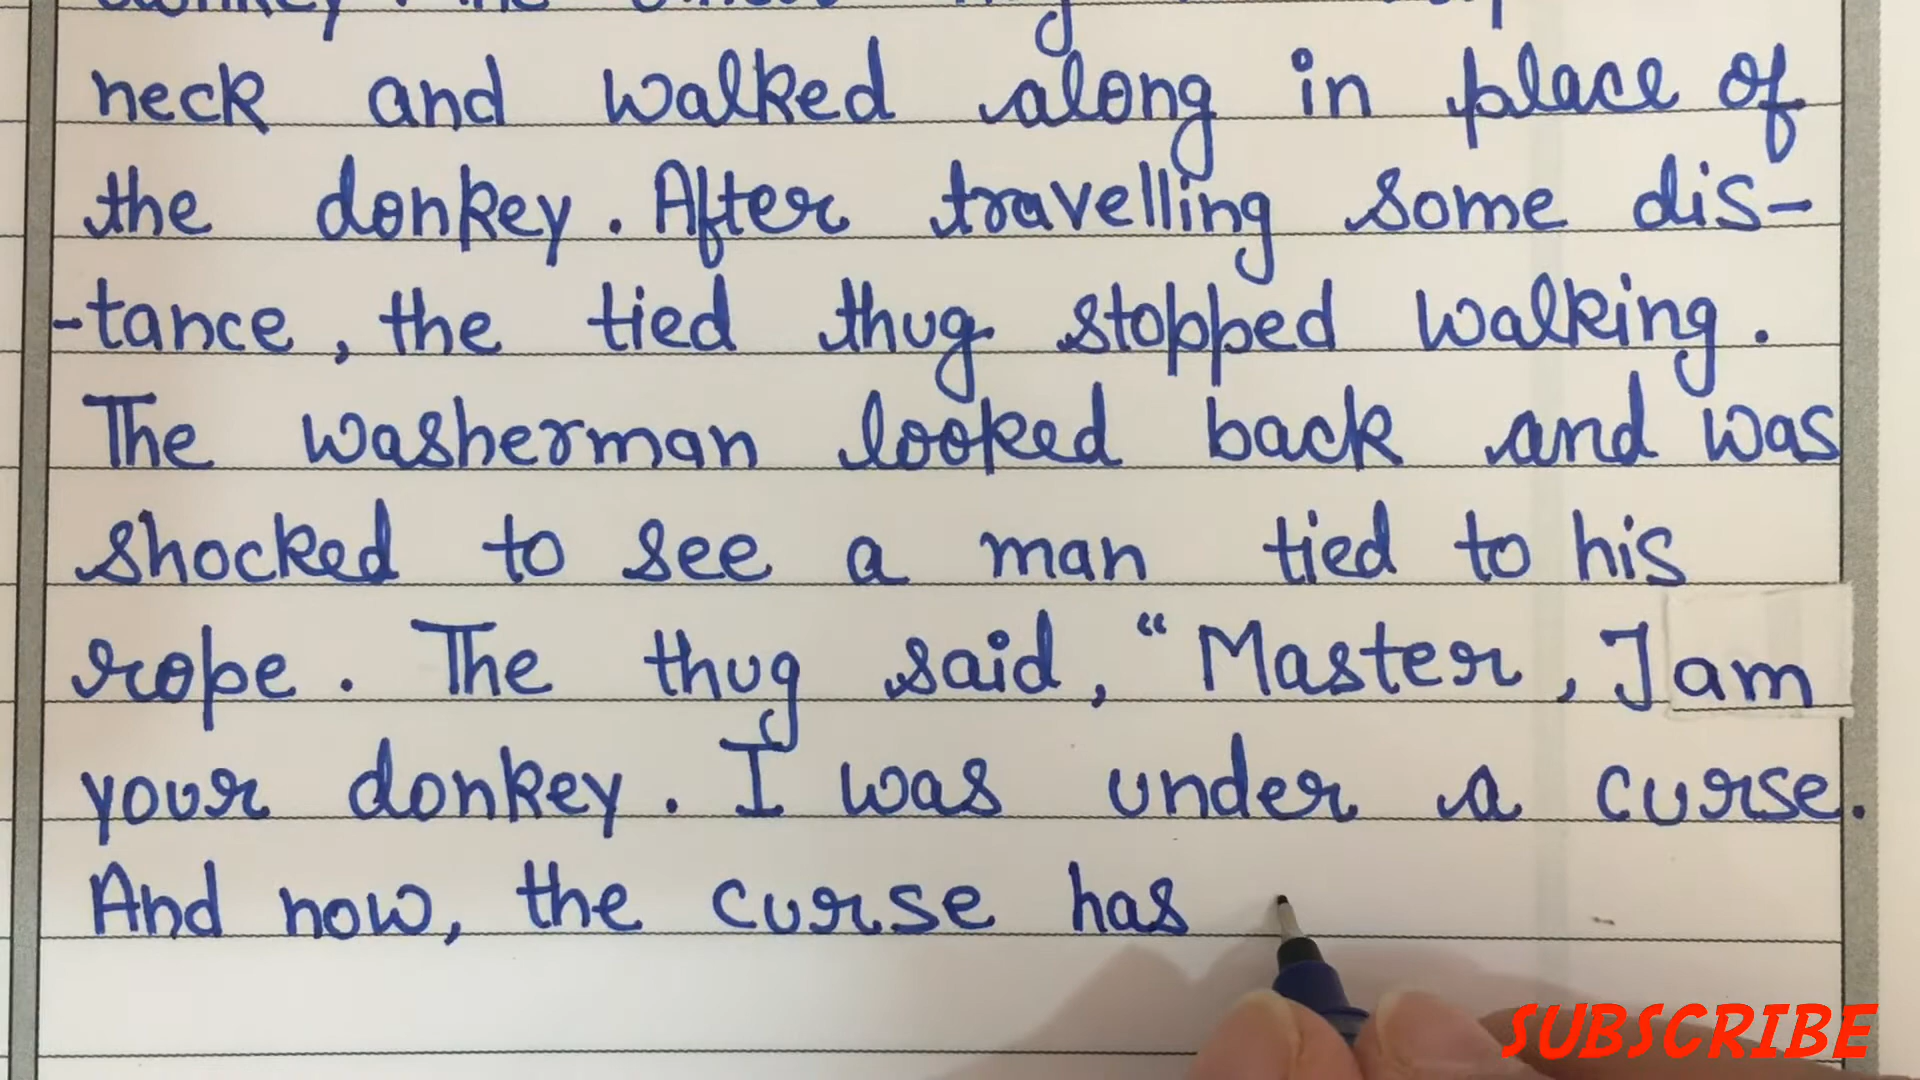 neck and walked along in place of
the donkey. After travelling some dis-
-tance, the tied thug stopped walking.
The washerman looked back and was
shocked to see a man tied to his
rope. The thug said, “Master, I am
your donkey. I was under a curse.
And now, the curse has
SUBSCRIBE